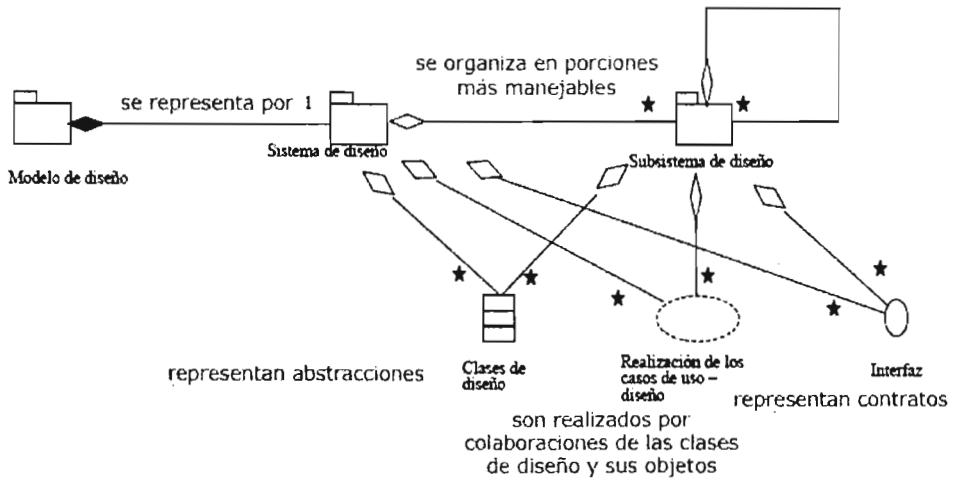 se organiza en porciones
más manejables
se representa por 1
Sistema de diseño
Subsistema de diseño
Modelo de diseño
representan abstracciones
Clases de
diseño
Realización de los
casos de uso –
diseño
Interfaz
representan contratos
son realizados por
colaboraciones de las clases
de diseño y sus objetos